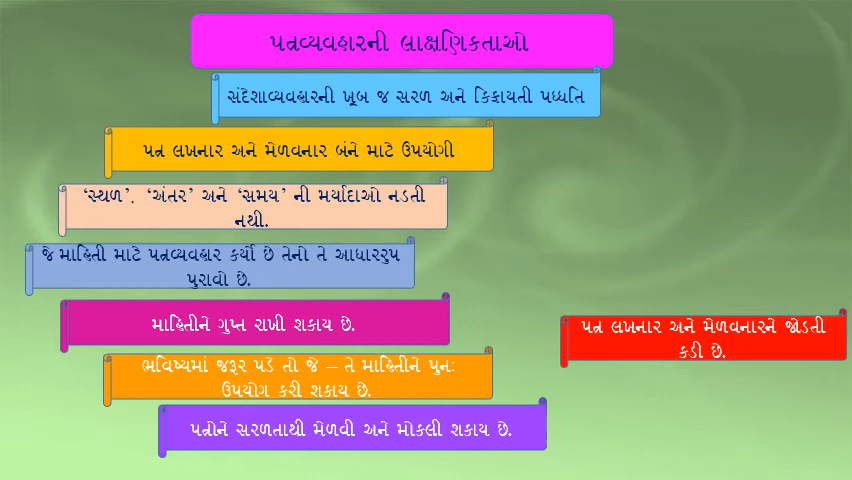 પત્રવ્યવહારની લાક્ષણિકતાઓ
સંદેશાવ્યવહારની ખૂબ જ સરળ અને કિફાયતી પધ્ધતિ
પત્ર લખનાર અને મેળવનાર બંને માટે ઉપયોગી
‘સ્થળ’. ‘અંતર’ અને ‘સમય’ ની મર્યાદાઓ નડતી
નથી.
જે માહિતી માટે પત્રવ્યવહાર કર્યો છે તેનો તે આધારરુપ
પુરાવો છે.
માહિતીને ગુપ્ત રાખી શકાય છે.
ભવિષ્યમાં જરૂર પડે તો જે – તે માહિતીને પુનઃ
ઉપયોગ કરી શકાય છે.
પત્રોને સરળતાથી મેળવી અને મોકલી શકાય છે.
પત્ર લખનાર અને મેળવનારને જોડતી
કડી છે.